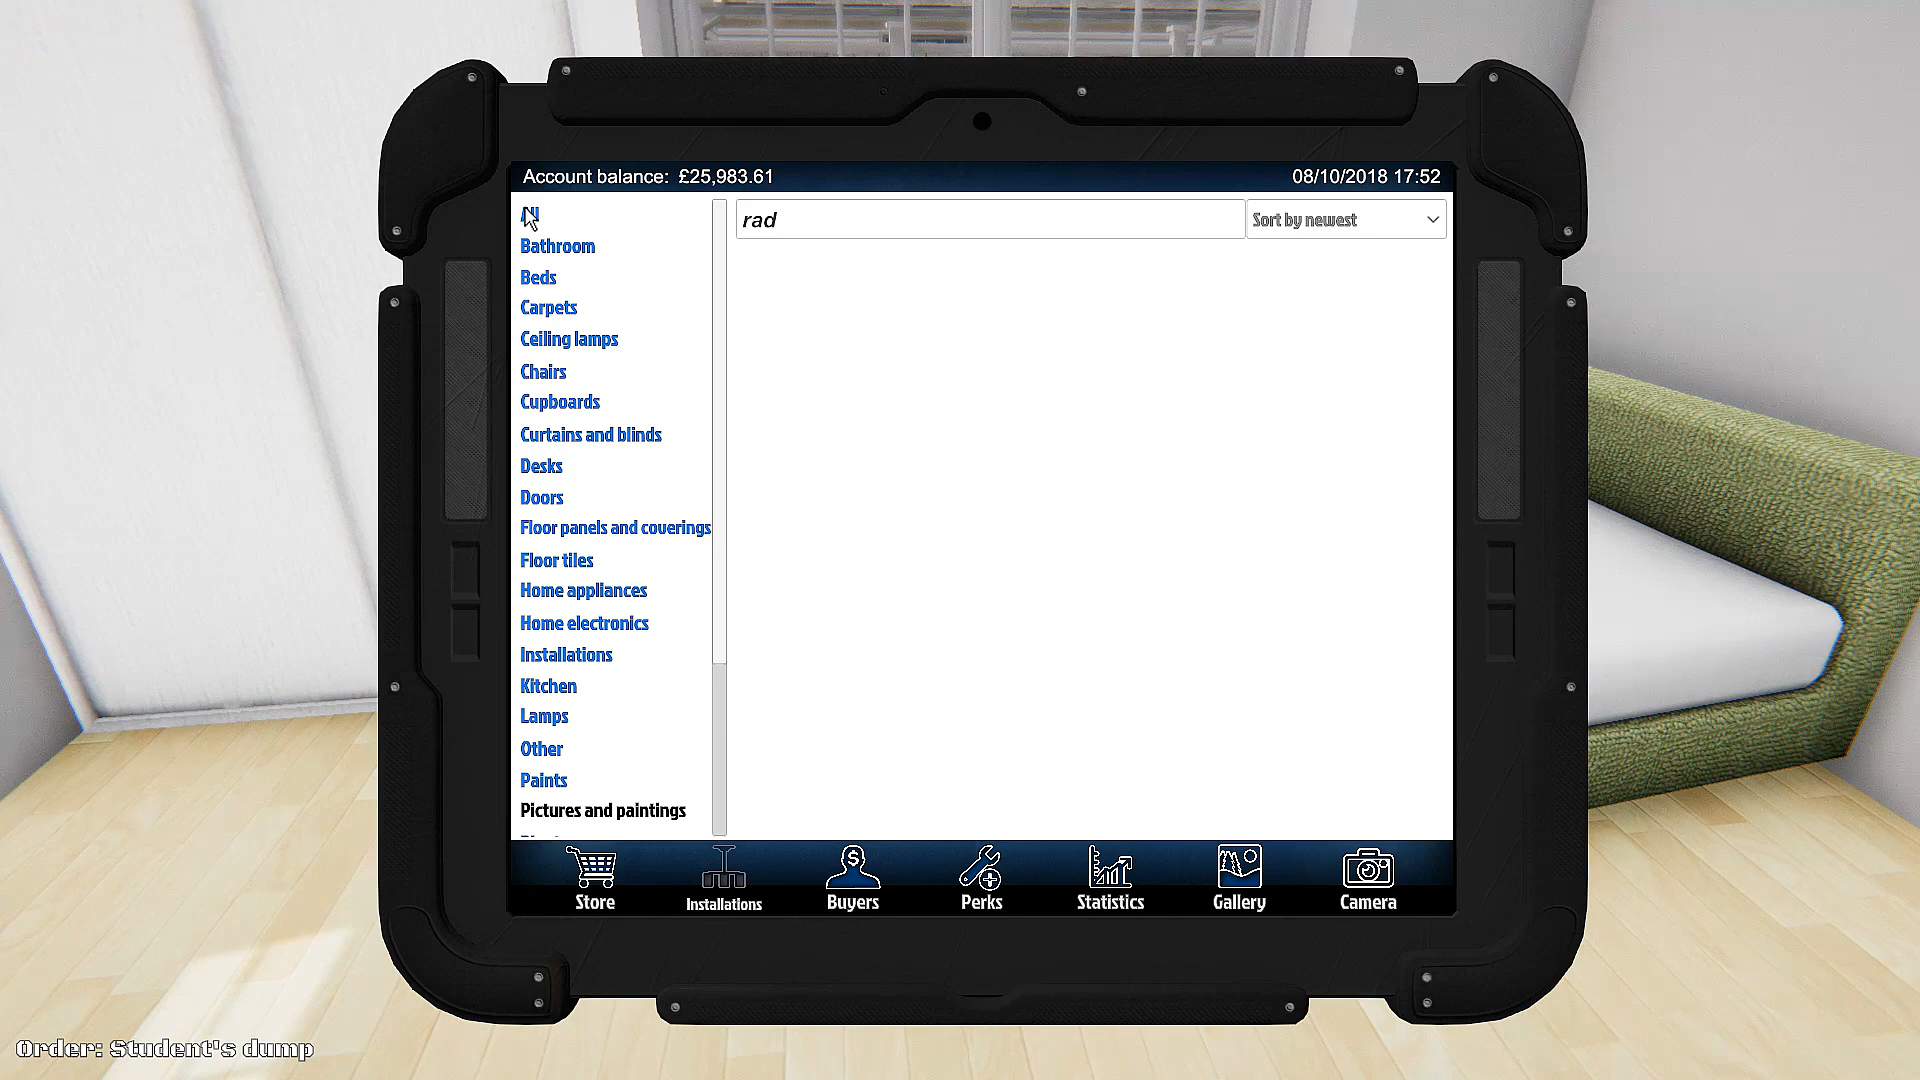 Account balance: £25,983.61
08/10/2018 17:52
All
rad
Sort by newest
Bathroom
Beds
Carpets
Ceiling lamps
Chairs
Cupboards
Curtains and blinds
Desks
Doors
Floor panels and coverings
Floor tiles
Home appliances
Home electronics
Installations
Kitchen
Lamps
Other
Paints
Pictures and paintings
Store
Installations
Buyers
Perks
Statistics
Gallery
Camera
Order: Student's dump